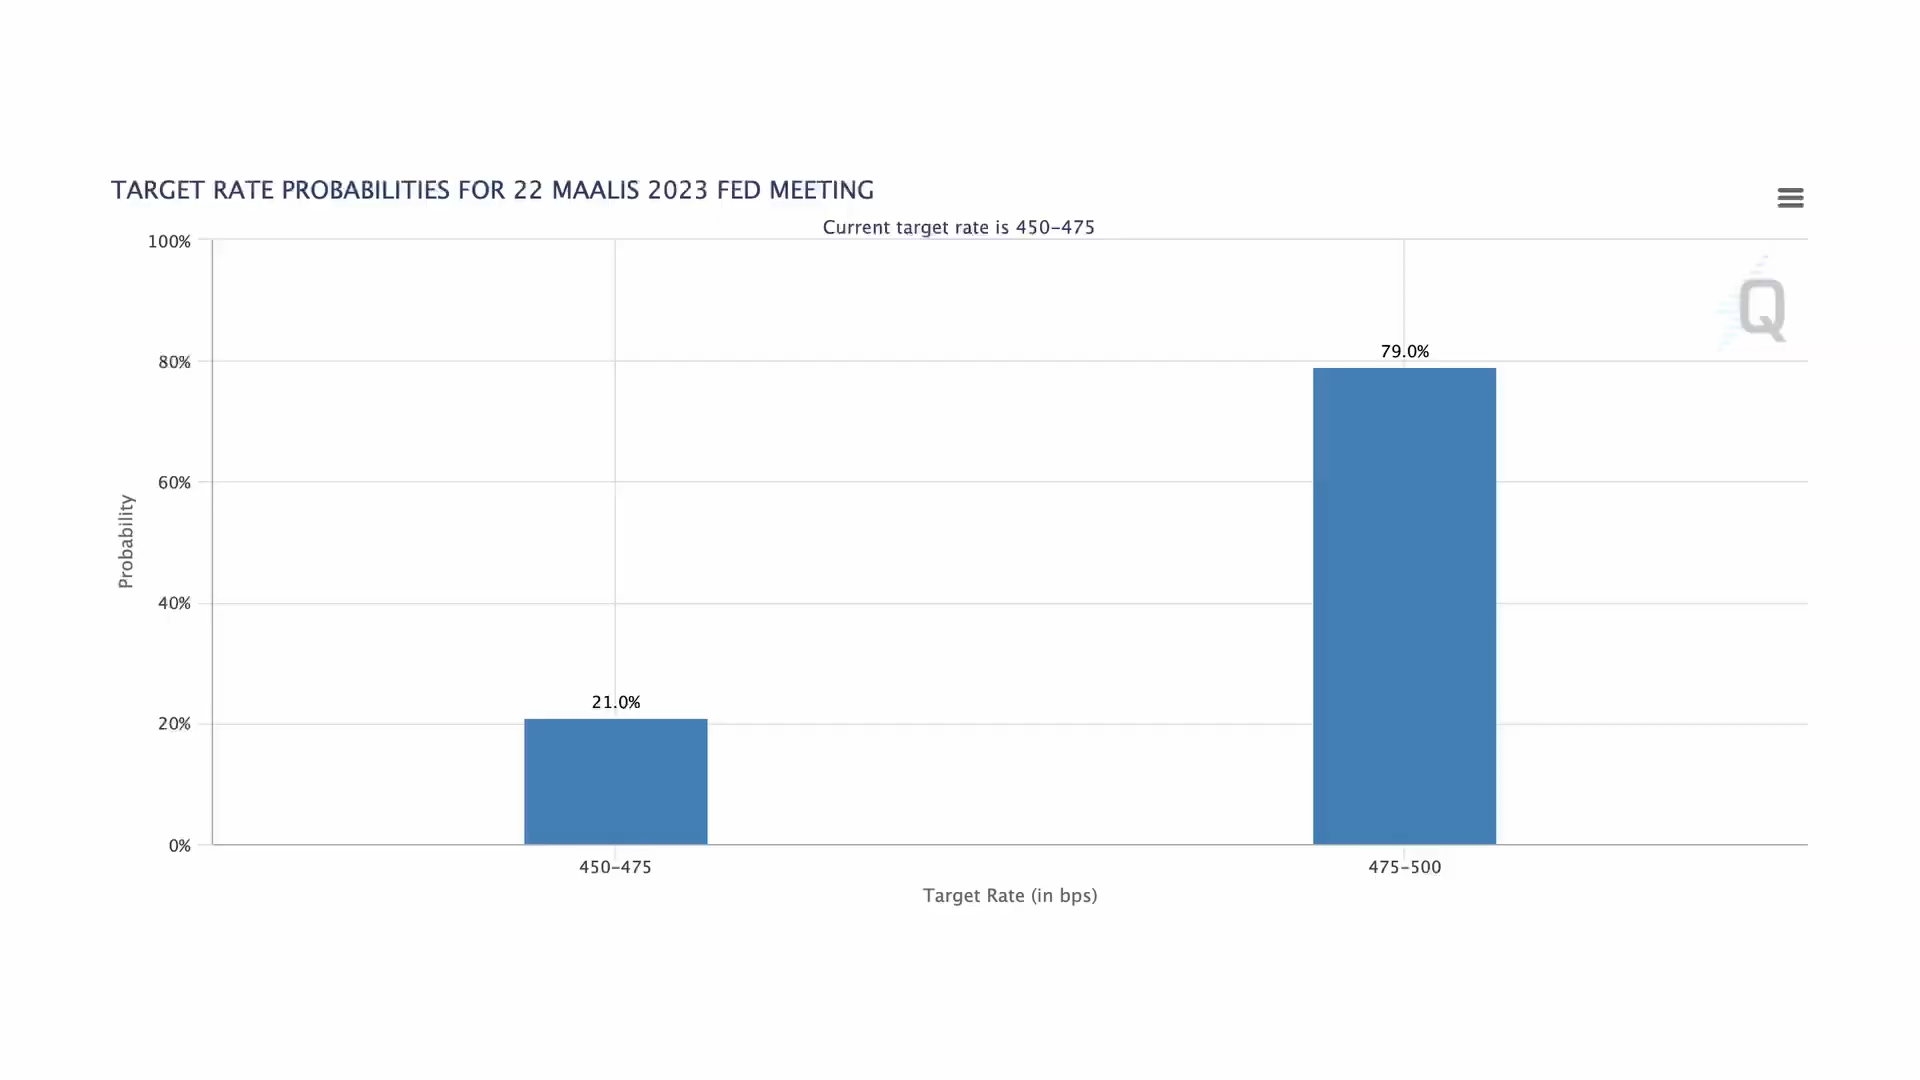 TARGET RATE PROBABILITIES FOR 22 MAALIS 2023 FED MEETING
Current target rate is 450–475
100%
80%
60%
40%
20%
0%
Probability
21.0%
79.0%
450–475
475–500
Target Rate (in bps)
Q